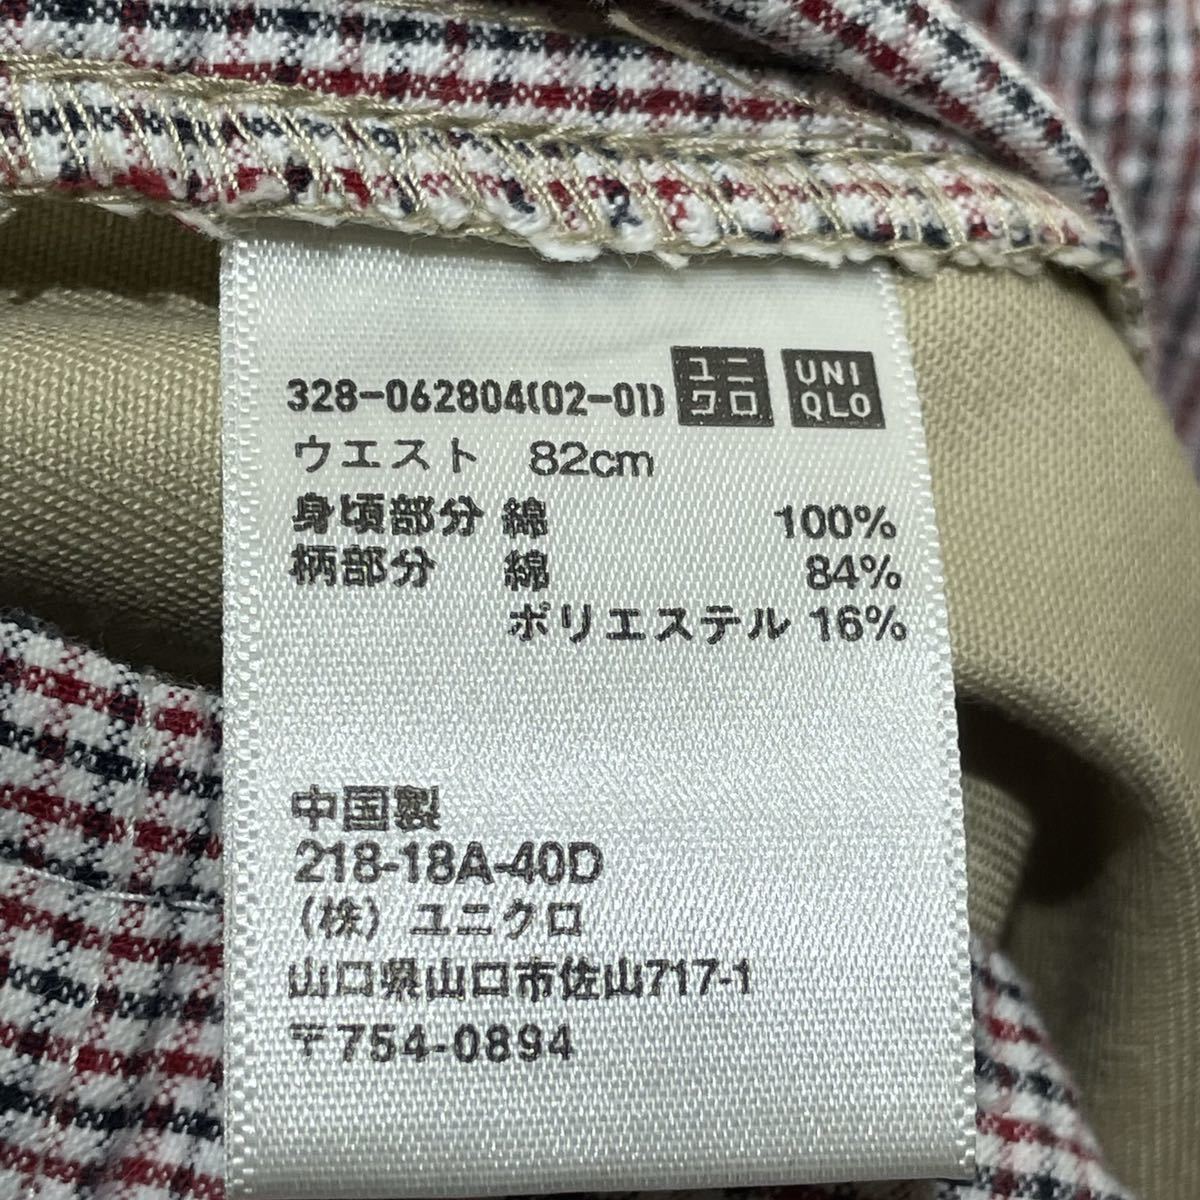 328-062804(02-01) ユニクロ UNIQLO
ウエスト 82cm
身頃部分 綿 100%
柄部分 綿 84%
ポリエステル 16%
中国製
218-18A-40D
(株) ユニクロ
山口県山口市佐山717-1
〒754-0894